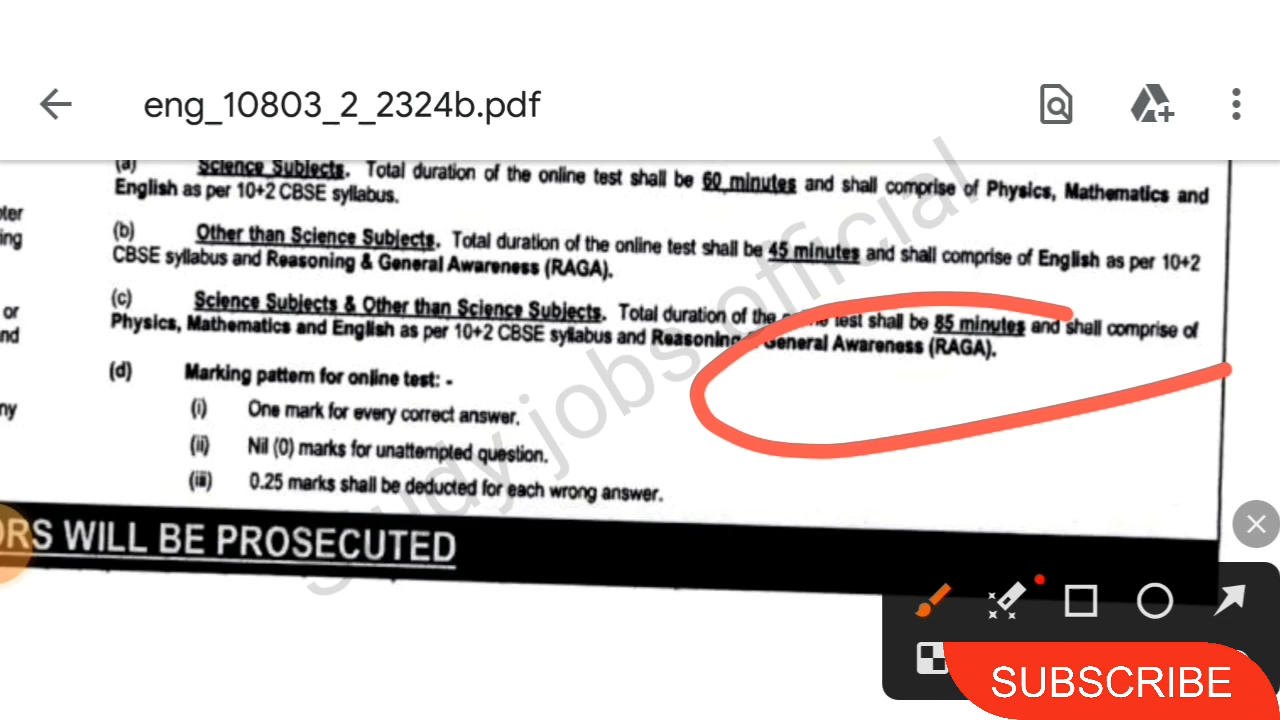 eng_10803_2_2324b.pdf
(a) Science Subjects. Total duration of the online test shall be 60 minutes and shall comprise of Physics, Mathematics and
English as per 10+2 CBSE syllabus.
(b) Other than Science Subjects. Total duration of the online test shall be 45 minutes and shall comprise of English as per 10+2
CBSE syllabus and Reasoning & General Awareness (RAGA).
(c) Science Subjects & Other than Science Subjects. Total duration of the online test shall be 85 minutes and shall comprise of
Physics, Mathematics and English as per 10+2 CBSE syllabus and Reasoning & General Awareness (RAGA).
or
(d) Marking pattern for online test: -
(i) One mark for every correct answer.
(ii) Nil (0) marks for unattempted question.
(iii) 0.25 marks shall be deducted for each wrong answer.
ORS WILL BE PROSECUTED
study jobs official
SUBSCRIBE